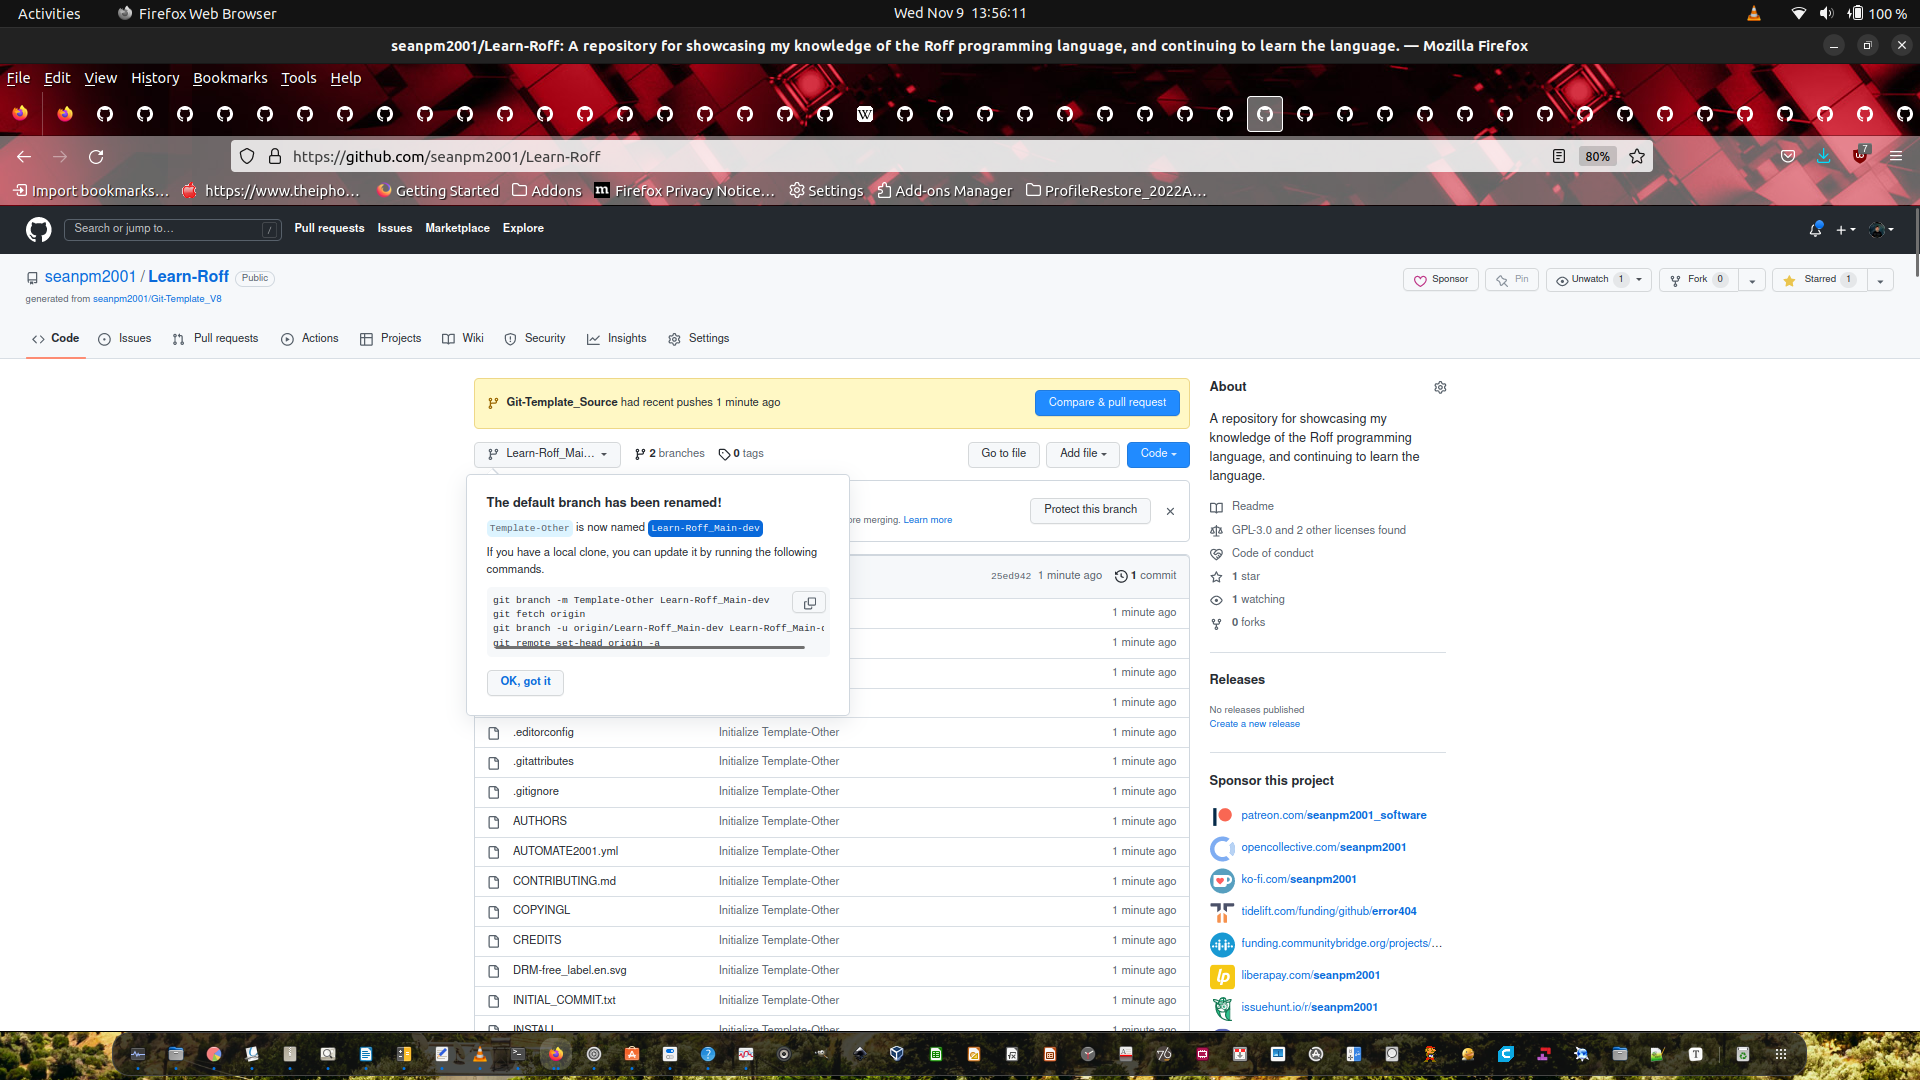 Activities
Firefox Web Browser
Wed Nov 9 13:56:11
100 %
seanpm2001/Learn-Roff: A repository for showcasing my knowledge of the Roff programming language, and continuing to learn the language. — Mozilla Firefox
File Edit View History Bookmarks Tools Help
https://github.com/seanpm2001/Learn-Roff
80%
7
Import bookmarks…
https://www.theipho…
Getting Started
Addons
Firefox Privacy Notice…
Settings
Add-ons Manager
ProfileRestore_2022A…
Search or jump to…
/
Pull requests
Issues
Marketplace
Explore
seanpm2001 / Learn-Roff
Public
generated from seanpm2001/Git-Template_V8
Sponsor
Pin
Unwatch 1
Fork 0
Starred 1
Code
Issues
Pull requests
Actions
Projects
Wiki
Security
Insights
Settings
Git-Template_Source had recent pushes 1 minute ago
Compare & pull request
Learn-Roff_Mai…
2 branches
0 tags
Go to file
Add file
Code
The default branch has been renamed!
Template-Other is now named Learn-Roff_Main-dev
If you have a local clone, you can update it by running the following
commands.
git branch -m Template-Other Learn-Roff_Main-dev
git fetch origin
git branch -u origin/Learn-Roff_Main-dev Learn-Roff_Main-d
git remote set-head origin -a
OK, got it
ore merging. Learn more
Protect this branch
25ed942 1 minute ago
1 commit
1 minute ago
1 minute ago
1 minute ago
1 minute ago
.editorconfig Initialize Template-Other 1 minute ago
.gitattributes Initialize Template-Other 1 minute ago
.gitignore Initialize Template-Other 1 minute ago
AUTHORS Initialize Template-Other 1 minute ago
AUTOMATE2001.yml Initialize Template-Other 1 minute ago
CONTRIBUTING.md Initialize Template-Other 1 minute ago
COPYINGL Initialize Template-Other 1 minute ago
CREDITS Initialize Template-Other 1 minute ago
DRM-free_label.en.svg Initialize Template-Other 1 minute ago
INITIAL_COMMIT.txt Initialize Template-Other 1 minute ago
INSTALL Initialize Template-Other 1 minute ago
About
A repository for showcasing my
knowledge of the Roff programming
language, and continuing to learn the
language.
Readme
GPL-3.0 and 2 other licenses found
Code of conduct
1 star
1 watching
0 forks
Releases
No releases published
Create a new release
Sponsor this project
patreon.com/seanpm2001_software
opencollective.com/seanpm2001
ko-fi.com/seanpm2001
tidelift.com/funding/github/error404
funding.communitybridge.org/projects/…
liberapay.com/seanpm2001
issuehunt.io/r/seanpm2001